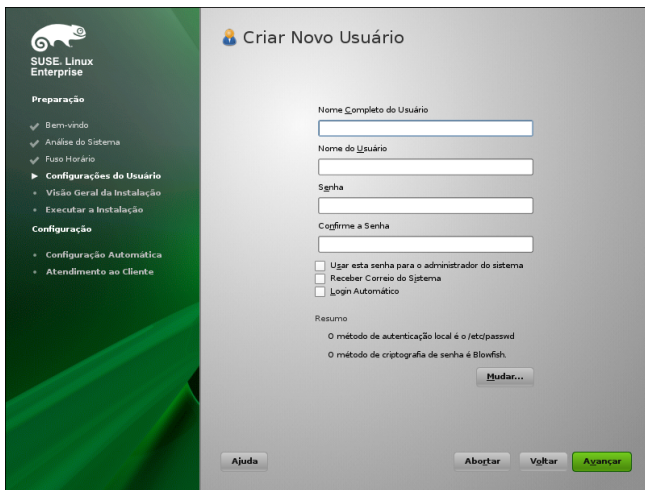 SUSE. Linux
Enterprise
Preparação
Bem-vindo
Análise do Sistema
Fuso Horário
Configurações do Usuário
Visão Geral da Instalação
Executar a Instalação
Configuração
Configuração Automática
Atendimento ao Cliente
Criar Novo Usuário
Nome Completo do Usuário
Nome do Usuário
Senha
Confirme a Senha
Usar esta senha para o administrador do sistema
Receber Correio do Sistema
Login Automático
Resumo
O método de autenticação local é o /etc/passwd
O método de criptografia de senha é Blowfish.
Mudar...
Ajuda
Abortar
Voltar
Avançar